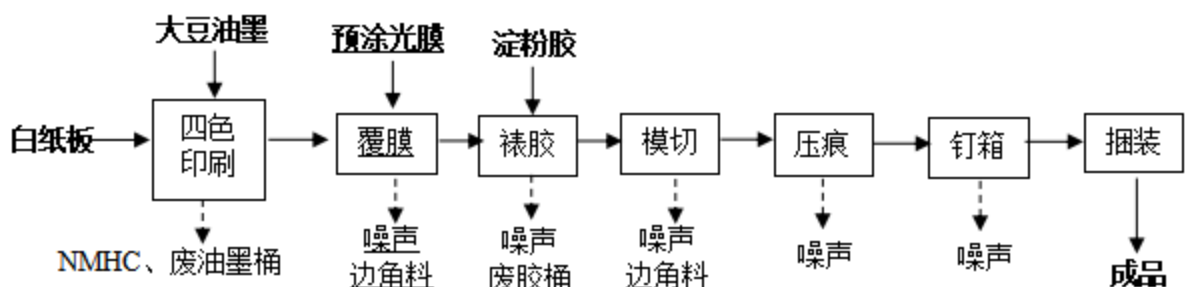 大豆油墨
预涂光膜
淀粉胶
白纸板
四色
印刷
覆膜
裱胶
模切
压痕
钉箱
捆装
NMHC、废油墨桶
噪声
边角料
噪声
废胶桶
噪声
边角料
噪声
噪声
成品